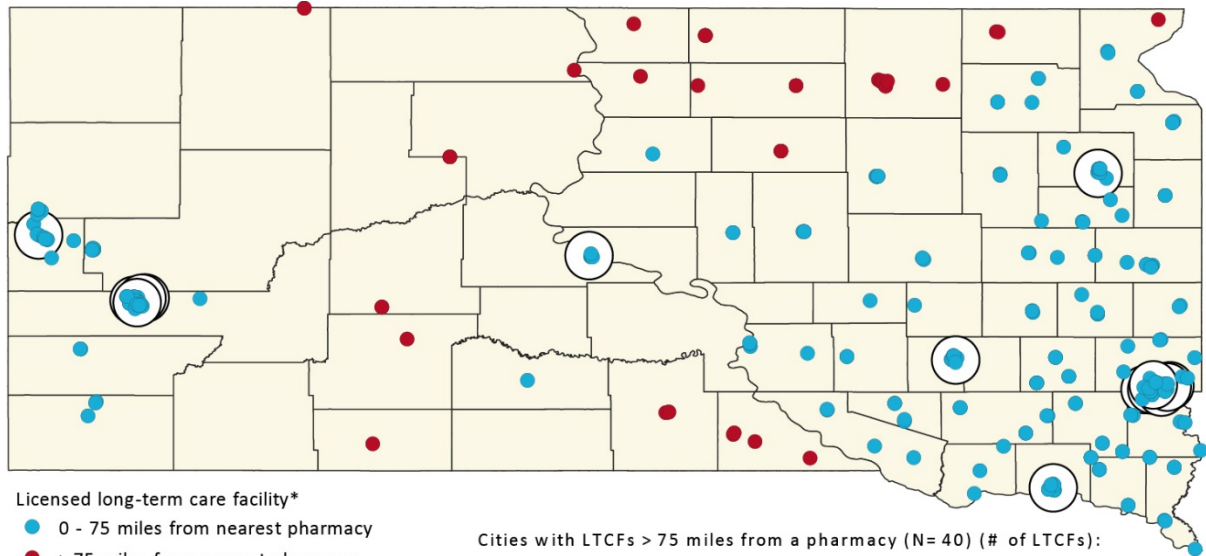 Licensed long-term care facility*
0 - 75 miles from nearest pharmacy
Cities with LTCFs > 75 miles from a pharmacy (N= 40) (# of LTCFs):